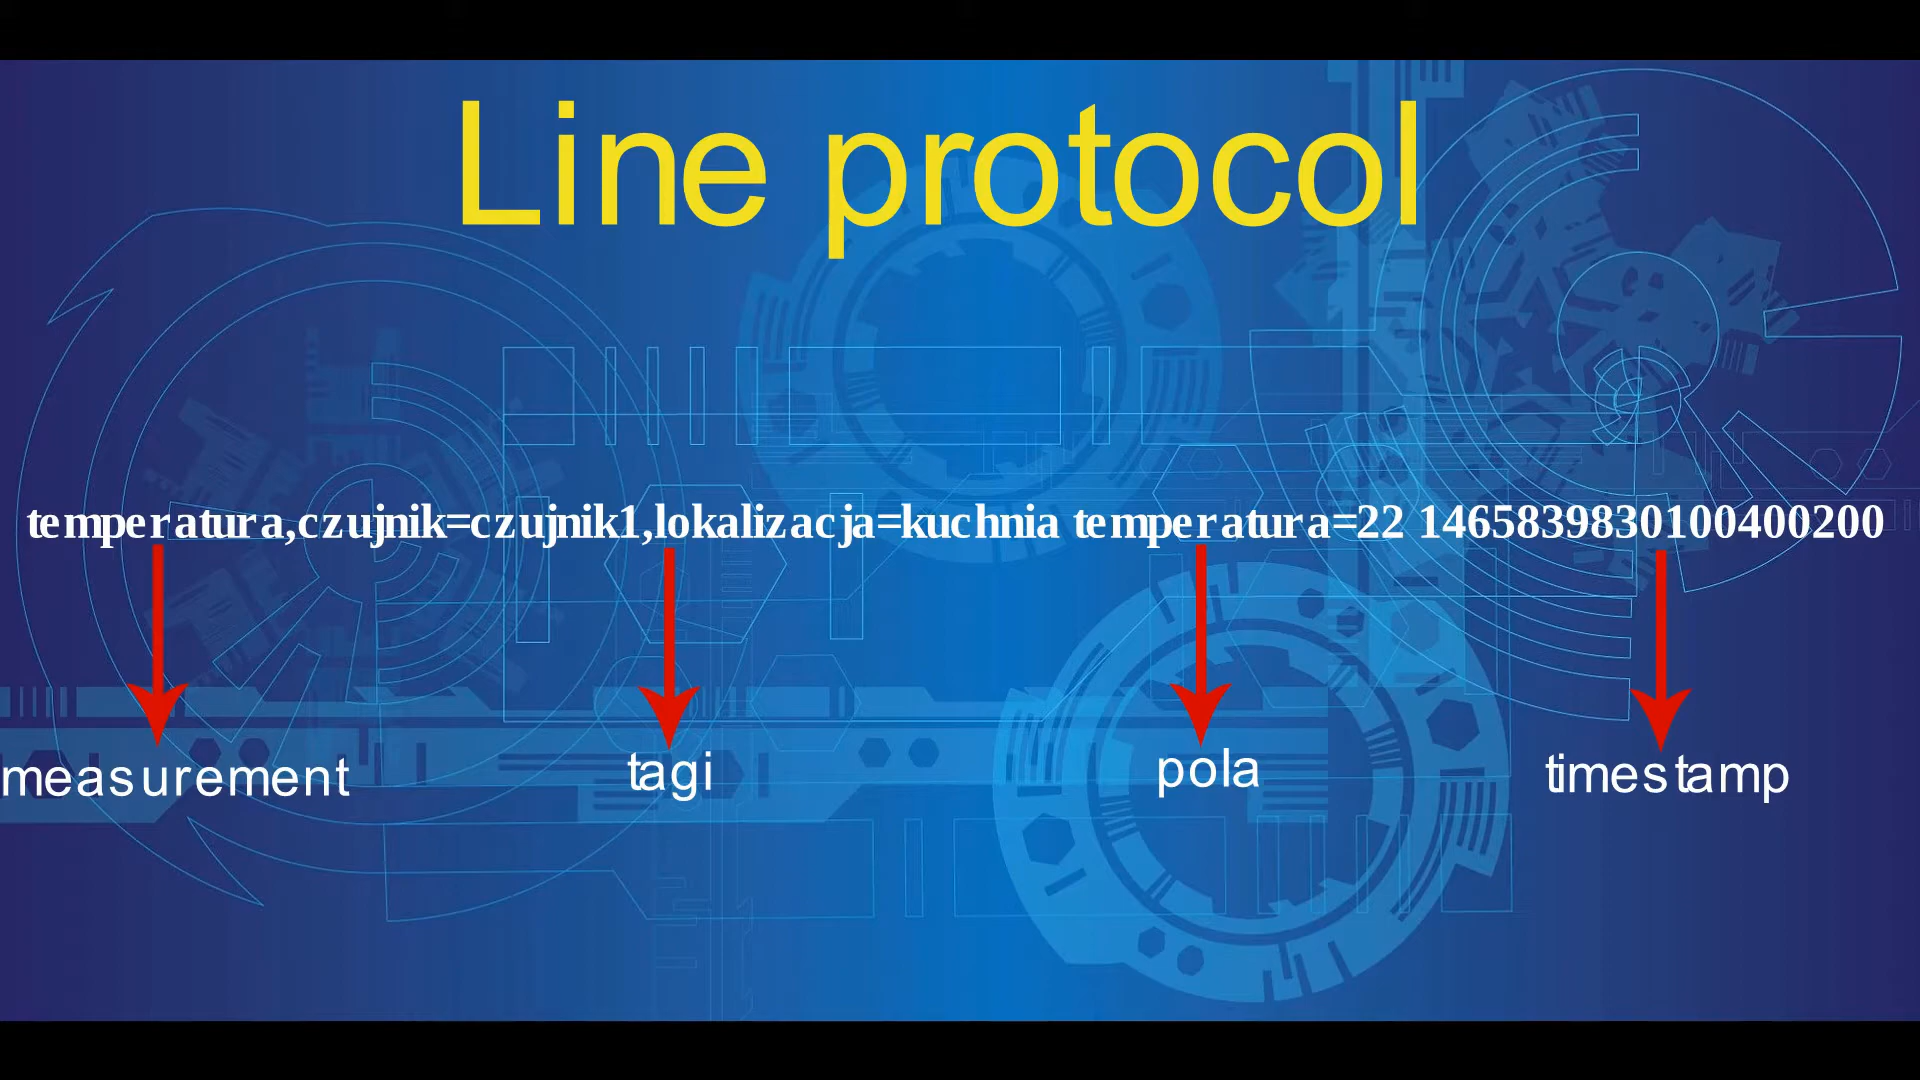 Line protocol
temperatura,czujnik=czujnik1,lokalizacja=kuchnia temperatura=22 1465839830100400200
measurement tagi pola timestamp